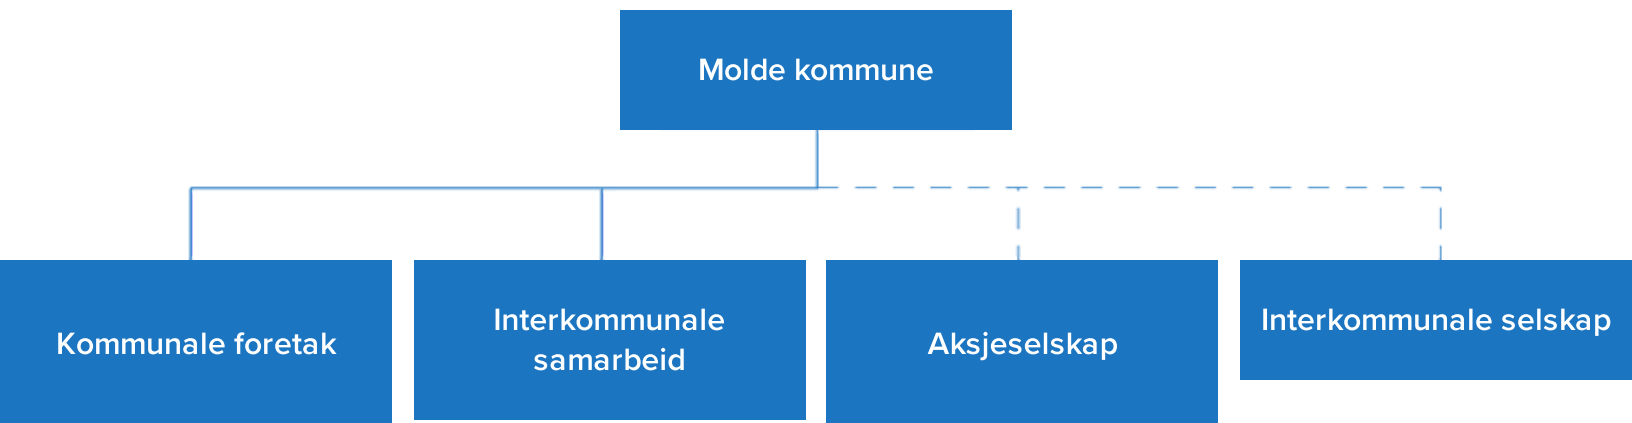 Molde kommune
Kommunale foretak
Interkommunale
samarbeid
Aksjeselskap
Interkommunale selskap